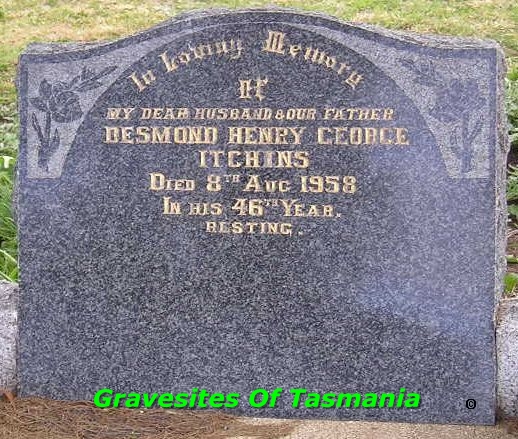 In Loving Memory
OF
MY DEAR HUSBAND & OUR FATHER
DESMOND HENRY GEORGE
ITCHINS
DIED 8TH AUG 1958
IN HIS 46TH YEAR.
RESTING.
Gravesites Of Tasmania
©